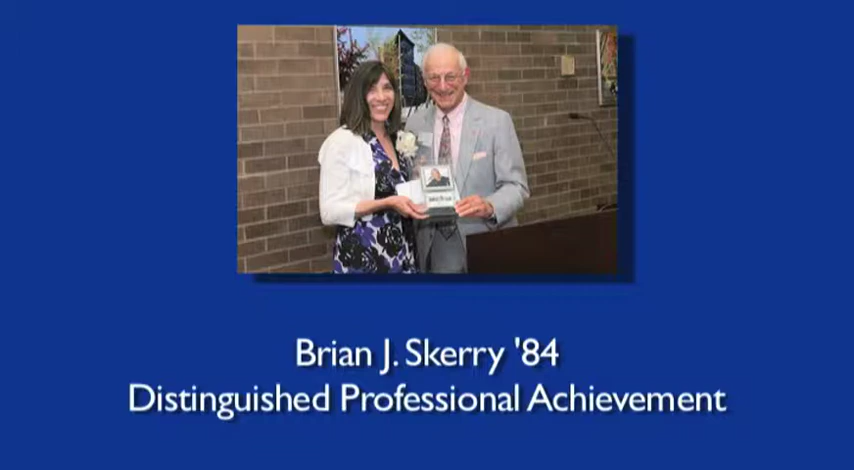 Brian J. Skerry '84
Distinguished Professional Achievement